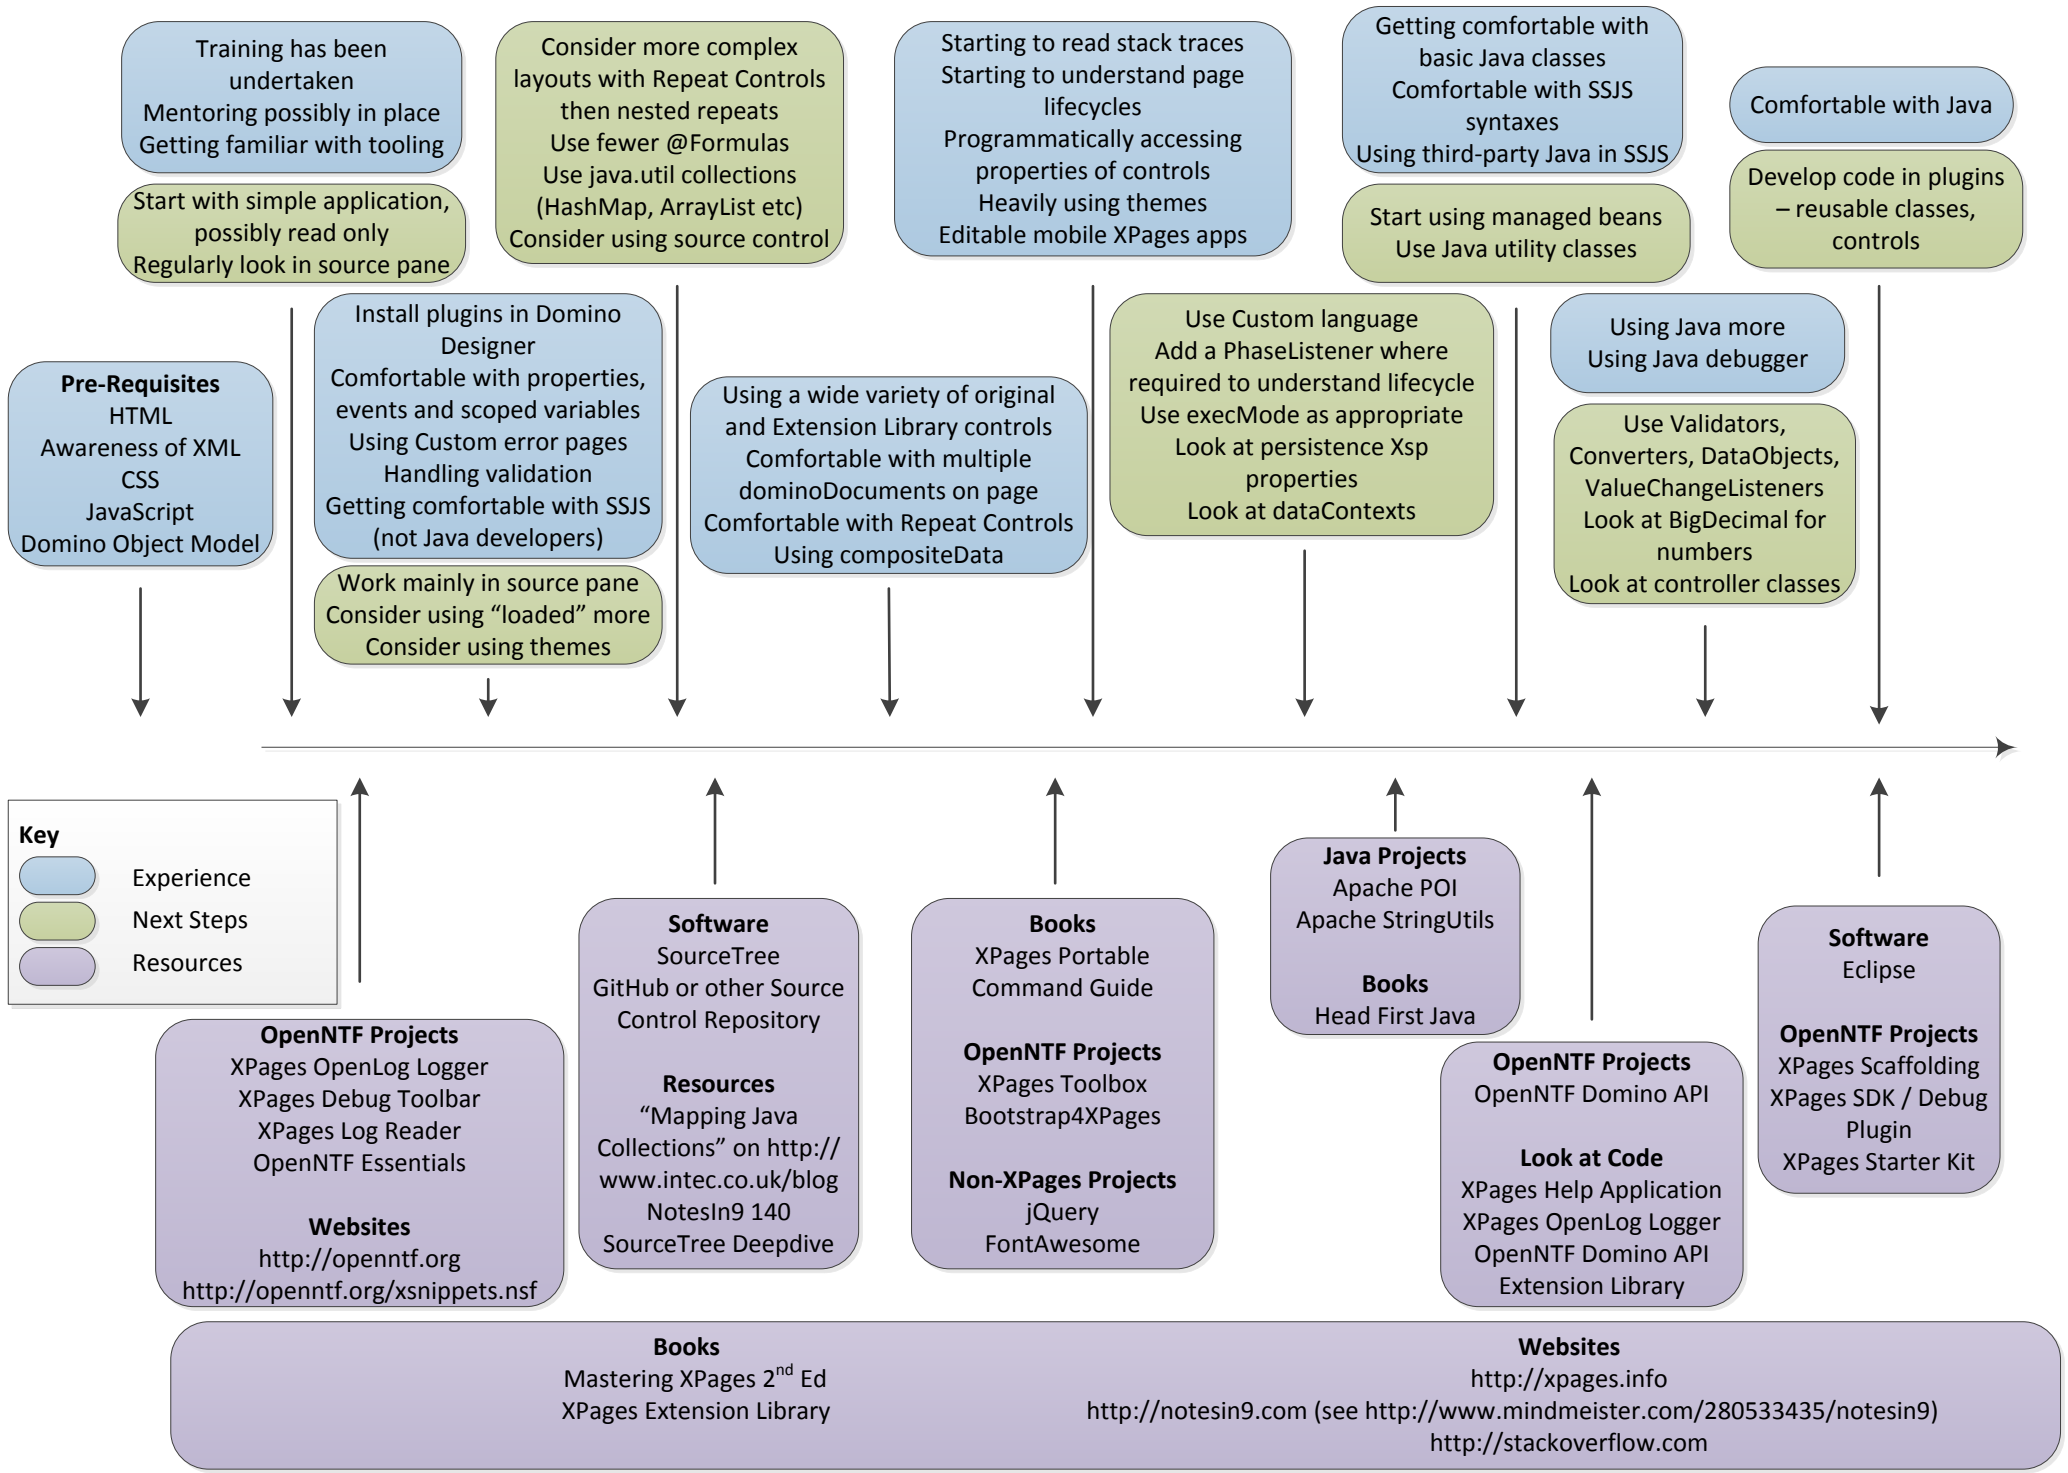 Training has been
undertaken
Mentoring possibly in place
Getting familiar with tooling
Start with simple application,
possibly read only
Regularly look in source pane
Consider more complex
layouts with Repeat Controls
then nested repeats
Use fewer @Formulas
Use java.util collections
(HashMap, ArrayList etc)
Consider using source control
Starting to read stack traces
Starting to understand page
lifecycles
Programmatically accessing
properties of controls
Heavily using themes
Editable mobile XPages apps
Getting comfortable with
basic Java classes
Comfortable with SSJS
syntaxes
Using third-party Java in SSJS
Start using managed beans
Use Java utility classes
Comfortable with Java
Develop code in plugins
– reusable classes,
controls
Pre-Requisites
HTML
Awareness of XML
CSS
JavaScript
Domino Object Model
Install plugins in Domino
Designer
Comfortable with properties,
events and scoped variables
Using Custom error pages
Handling validation
Getting comfortable with SSJS
(not Java developers)
Work mainly in source pane
Consider using “loaded” more
Consider using themes
Using a wide variety of original
and Extension Library controls
Comfortable with multiple
dominoDocuments on page
Comfortable with Repeat Controls
Using compositeData
Use Custom language
Add a PhaseListener where
required to understand lifecycle
Use execMode as appropriate
Look at persistence Xsp
properties
Look at dataContexts
Using Java more
Using Java debugger
Use Validators,
Converters, DataObjects,
ValueChangeListeners
Look at BigDecimal for
numbers
Look at controller classes
Key
Experience
Next Steps
Resources
OpenNTF Projects
XPages OpenLog Logger
XPages Debug Toolbar
XPages Log Reader
OpenNTF Essentials
Websites
http://openntf.org
http://openntf.org/xsnippets.nsf
Software
SourceTree
GitHub or other Source
Control Repository
Resources
“Mapping Java
Collections” on http://
www.intec.co.uk/blog
NotesIn9 140
SourceTree Deepdive
Books
XPages Portable
Command Guide
OpenNTF Projects
XPages Toolbox
Bootstrap4XPages
Non-XPages Projects
jQuery
FontAwesome
Java Projects
Apache POI
Apache StringUtils
Books
Head First Java
OpenNTF Projects
OpenNTF Domino API
Look at Code
XPages Help Application
XPages OpenLog Logger
OpenNTF Domino API
Extension Library
Software
Eclipse
OpenNTF Projects
XPages Scaffolding
XPages SDK / Debug
Plugin
XPages Starter Kit
Books
Mastering XPages 2nd Ed
XPages Extension Library
Websites
http://xpages.info
http://notesin9.com (see http://www.mindmeister.com/280533435/notesin9)
http://stackoverflow.com